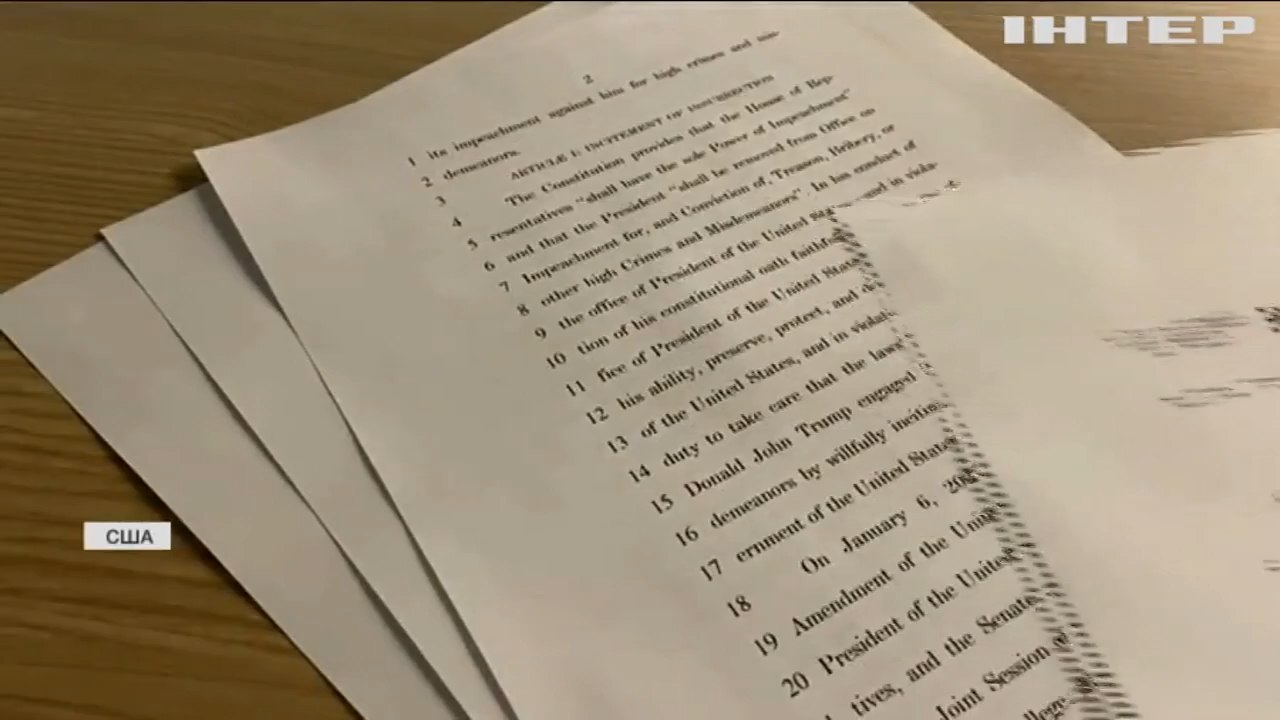 ІНТЕР
2
1 its impeachment against him for high crimes and mis-
2 demeanors.
3 ARTICLE I: INCITEMENT OF INSURRECTION
4 The Constitution provides that the House of Rep-
5 resentatives “shall have the sole Power of Impeachment”
6 and that the President “shall be removed from Office on
7 Impeachment for, and Conviction of, Treason, Bribery, or
8 other high Crimes and Misdemeanors”. In his conduct of
9 the office of President of the United and in viola-
10 tion of his constitutional oath
11 fice of President of the United
12 his ability, preserve, protect, and
13 of the United States, and in
14 duty to take care that the laws
15 Donald John Trump engaged
16 demeanors by willfully
17 ernment of the United
18 On January 6,
19 Amendment of the
20 President of the United
tives, and the Senate
Joint Session
США